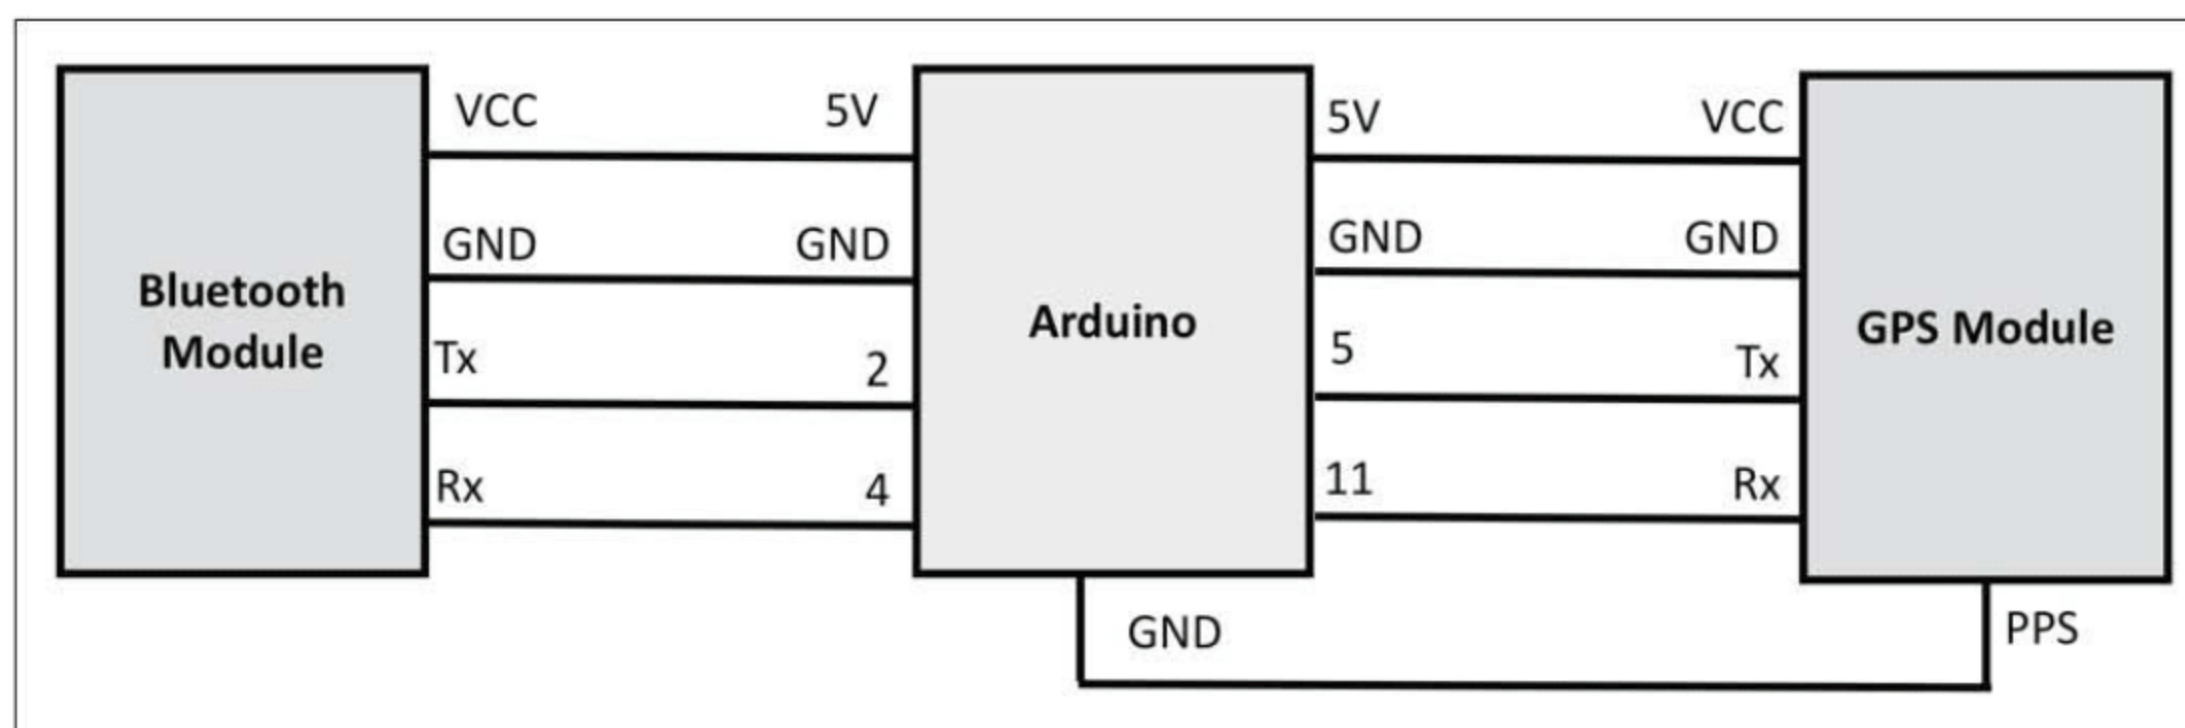 VCC 5V
GND GND
Tx 2
Rx 4
Bluetooth
Module
Arduino
5V VCC
GND GND
5 Tx
11 Rx
GPS Module
GND
PPS